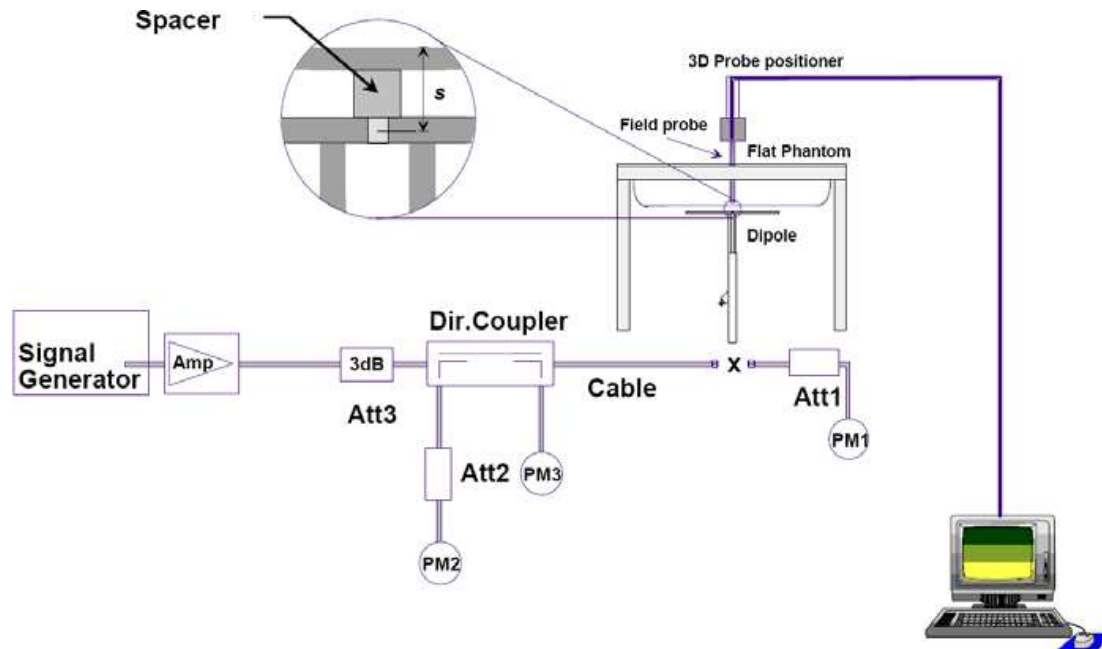 Spacer
s
3D Probe positioner
Field probe
Flat Phantom
Dipole
Signal
Generator
Amp
3dB
Att3
Dir.Coupler
Cable
x
Att1
PM1
Att2
PM3
PM2